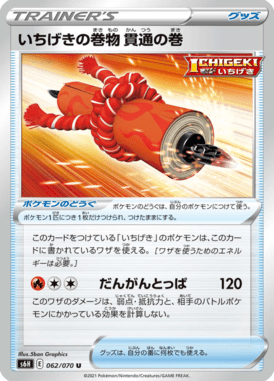 TRAINER'S
グッズ
いちげきの巻物 貫通の巻
ICHIGEKI
いちげき
ポケモンのどうぐ
ポケモンのどうぐは、自分のポケモンにつけて使う。
ポケモン1匹につき1枚だけつけられ、つけたままにする。
このカードをつけている「いちげき」のポケモンは、このカードに書かれているワザを使える。[ワザを使うためのエネルギーは必要。]
だんがんとっぱ 120
このワザのダメージは、弱点・抵抗力と、相手のバトルポケモンにかかっている効果を計算しない。
Illus.5ban Graphics
S6H E 062/070 U
グッズは、自分の番に何枚でも使える。
©2021 Pokémon/Nintendo/Creatures/GAME FREAK.